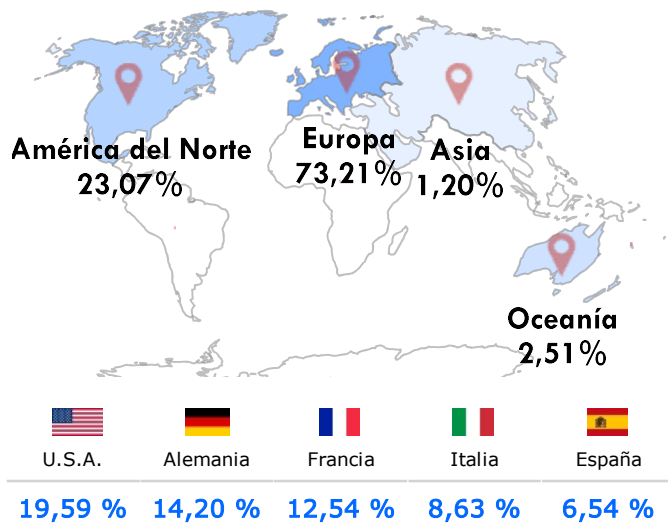 América del Norte
23,07%
Europa
73,21%
Asia
1,20%
Oceanía
2,51%
U.S.A. Alemania Francia Italia España
19,59 % 14,20 % 12,54 % 8,63 % 6,54 %